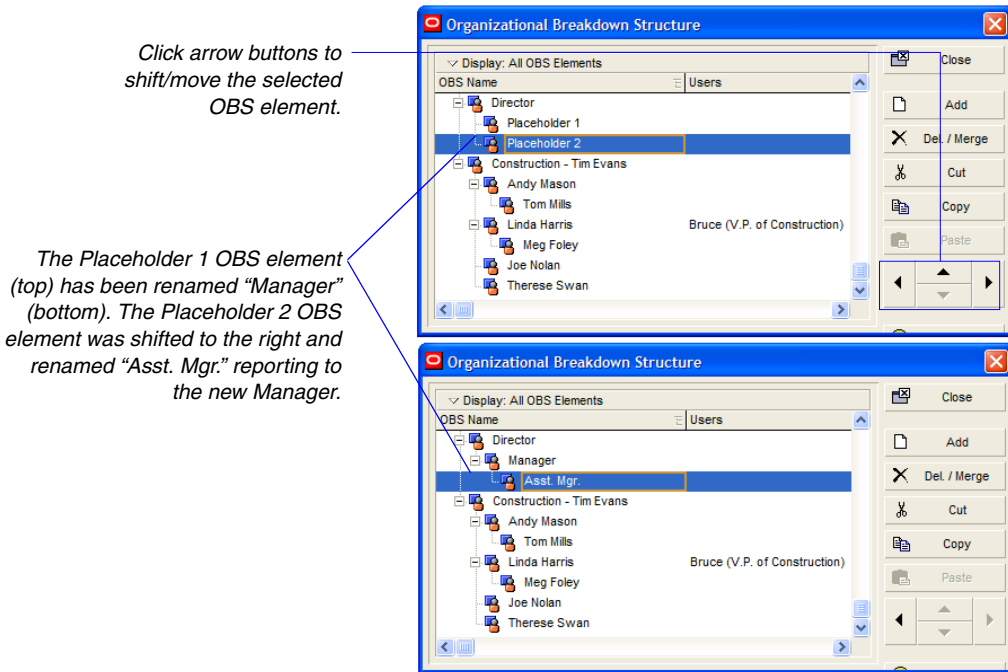 Click arrow buttons to
shift/move the selected
OBS element.
The Placeholder 1 OBS element
(top) has been renamed “Manager”
(bottom). The Placeholder 2 OBS
element was shifted to the right and
renamed “Asst. Mgr.” reporting to
the new Manager.
Organizational Breakdown Structure
Display: All OBS Elements
OBS Name Users
Director
Placeholder 1
Placeholder 2
Construction - Tim Evans
Andy Mason
Tom Mills
Linda Harris Bruce (V.P. of Construction)
Meg Foley
Joe Nolan
Therese Swan
Close
Add
Del. / Merge
Cut
Copy
Paste
Organizational Breakdown Structure
Display: All OBS Elements
OBS Name Users
Director
Manager
Asst. Mgr.
Construction - Tim Evans
Andy Mason
Tom Mills
Linda Harris Bruce (V.P. of Construction)
Meg Foley
Joe Nolan
Therese Swan
Close
Add
Del. / Merge
Cut
Copy
Paste